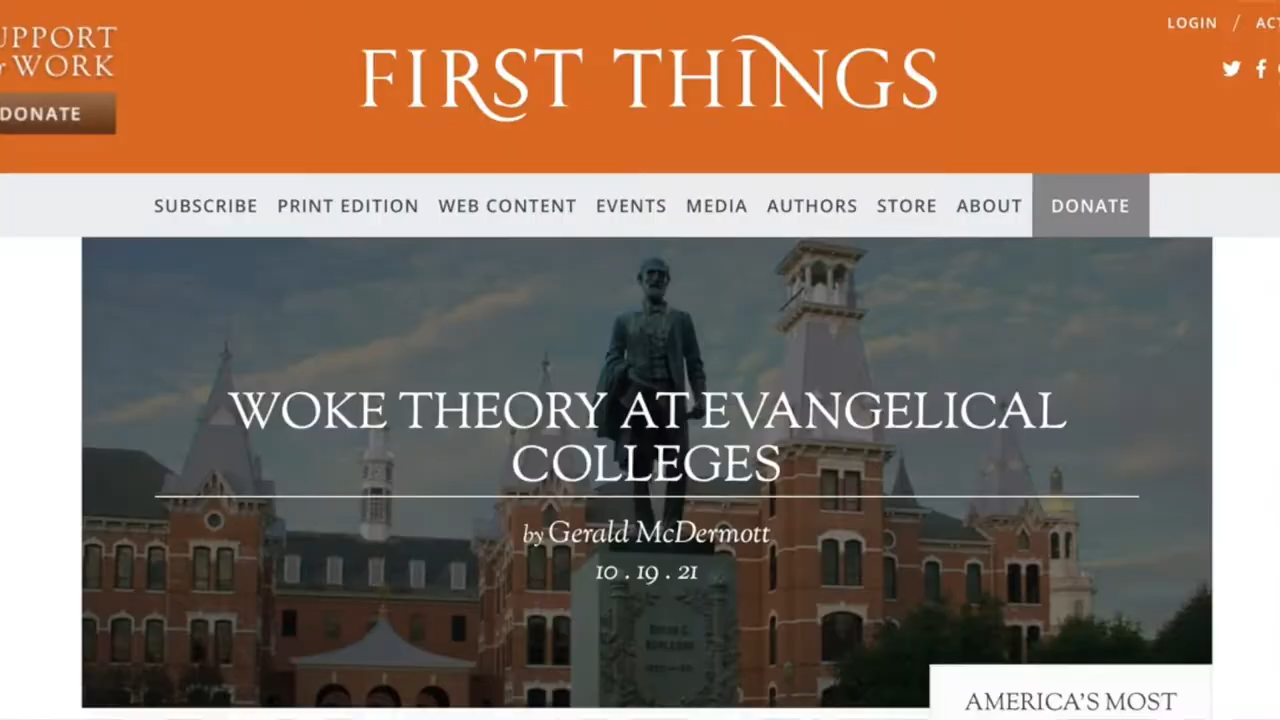 UPPORT
WORK
DONATE
FIRST THINGS
LOGIN / ACT
SUBSCRIBE PRINT EDITION WEB CONTENT EVENTS MEDIA AUTHORS STORE ABOUT DONATE
WOKE THEORY AT EVANGELICAL
COLLEGES
by Gerald McDermott
10 . 19 . 21
AMERICA'S MOST